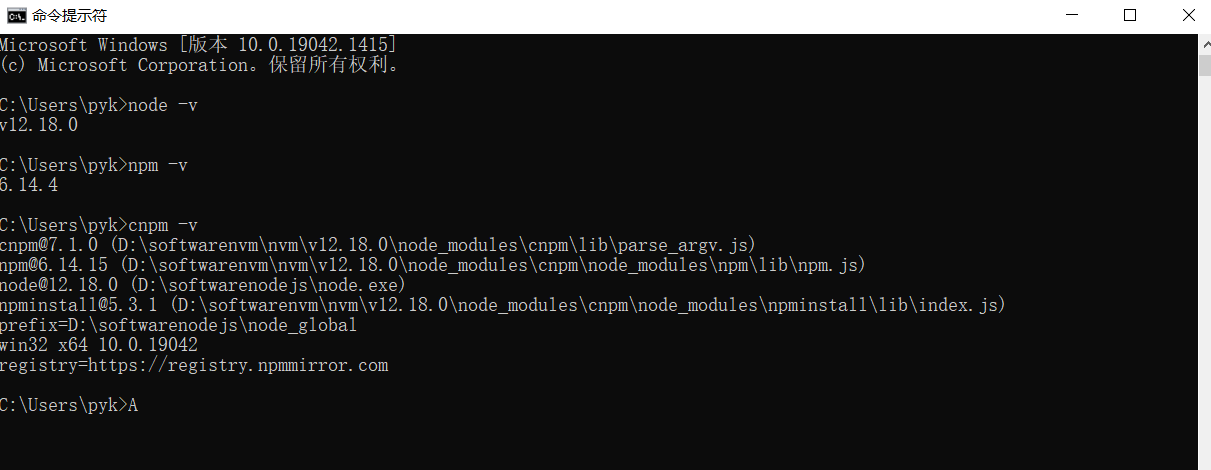 命令提示符
Microsoft Windows [版本 10.0.19042.1415]
(c) Microsoft Corporation。保留所有权利。
C:\Users\pyk>node -v
v12.18.0
C:\Users\pyk>npm -v
6.14.4
C:\Users\pyk>cnpm -v
cnpm@7.1.0 (D:\softwarenvm\nvm\v12.18.0\node_modules\cnpm\lib\parse_argv.js)
npm@6.14.15 (D:\softwarenvm\nvm\v12.18.0\node_modules\cnpm\node_modules\npm\lib\npm.js)
node@12.18.0 (D:\softwarenodejs\node.exe)
npminstall@5.3.1 (D:\softwarenvm\nvm\v12.18.0\node_modules\cnpm\node_modules\npminstall\lib\index.js)
prefix=D:\softwarenodejs\node_global
win32 x64 10.0.19042
registry=https://registry.npmmirror.com
C:\Users\pyk>A